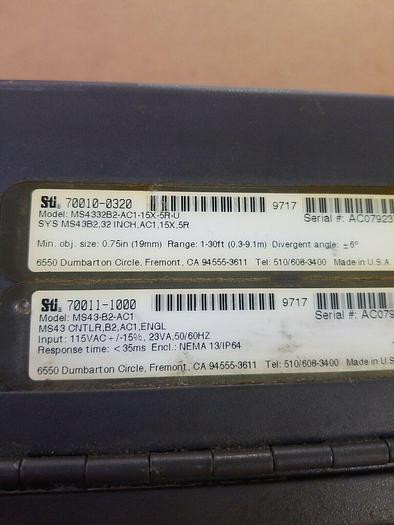 Sti® 70010-0320 9717
Model: MS4332B2-AC1-15X-5R-U Serial #: AC07923
SYS MS43B2,32 INCH,AC1,15X,5R
Min. obj. size: 0.75in (19mm) Range: 1-30ft (0.3-9.1m) Divergent angle: ±6°
6550 Dumbarton Circle, Fremont, CA 94555-3611 Tel: 510/608-3400 Made in U.S.A.
Sti® 70011-1000 9717
Model: MS43-B2-AC1 Serial #: AC079
MS43 CNTLR,B2,AC1,ENGL
Input: 115VAC +/-15%, 23VA,50/60HZ
Response time: <35ms Encl.: NEMA 13/IP64
6550 Dumbarton Circle, Fremont, CA 94555-3611 Tel: 510/608-3400 Made in U.S.